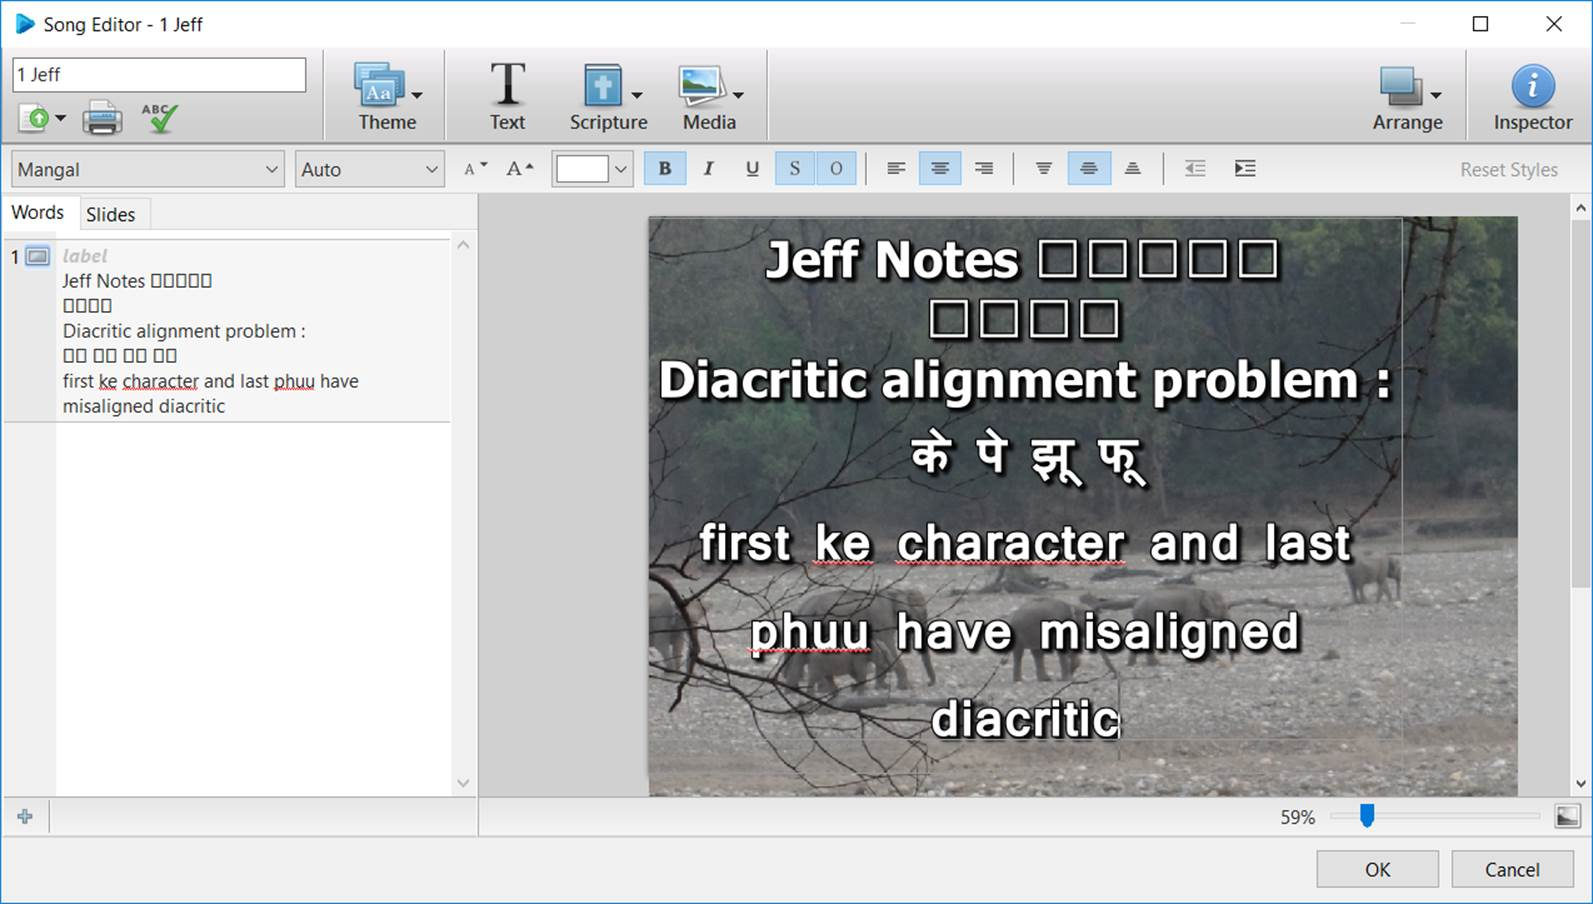 Song Editor - 1 Jeff
1 Jeff
ABC
Aa
Theme
T
Text
Scripture
Media
Arrange
i
Inspector
Mangal
Auto
A
A
B
I
U
S
O
Reset Styles
Words
Slides
1
label
Jeff Notes □□□□□
□□□□
Diacritic alignment problem :
□□ □□ □□ □□
first ke character and last phuu have
misaligned diacritic
Jeff Notes □□□□□
□□□□
Diacritic alignment problem :
के पे झू फू
first ke character and last
phuu have misaligned
diacritic
59%
OK
Cancel